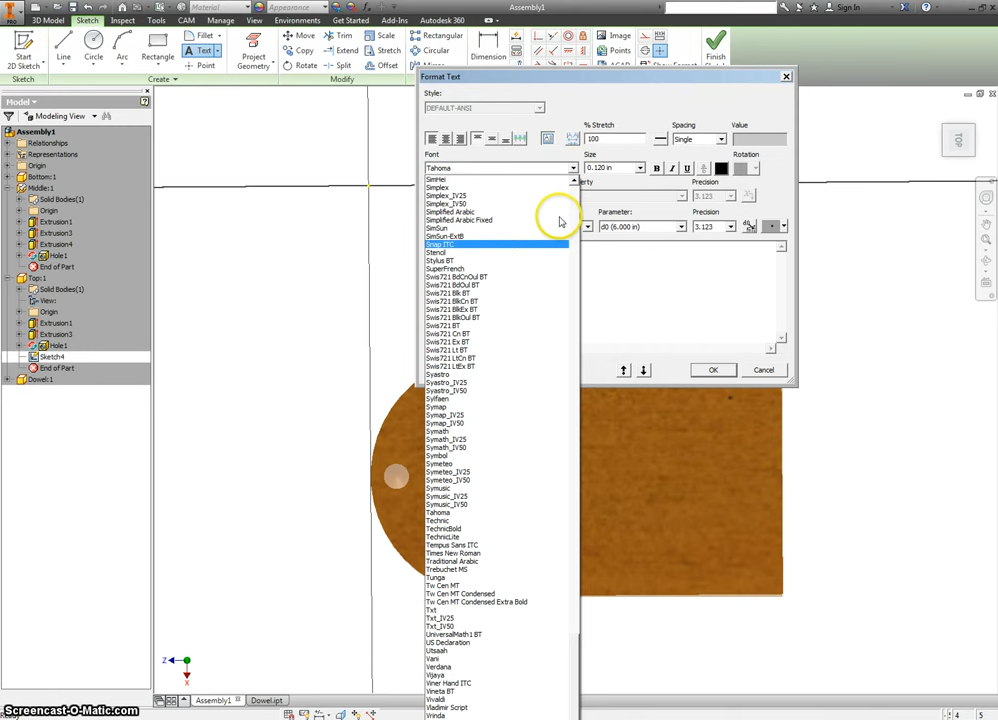 PRO
Material
Appearance
Assembly1
Sign In
3D Model Sketch Inspect Tools CAM Manage View Environments Get Started Add-Ins Autodesk 360
Start
2D Sketch
Line
Circle
Arc
Rectangle
Fillet
Text
Point
Project
Geometry
Move
Copy
Rotate
Trim
Extend
Split
Scale
Stretch
Offset
Rectangular
Circular
Mirror
Dimension
Image
Points
ACAD
Finish
Sketch
Sketch
Create
Modify
Model
Modeling View
Assembly1
Relationships
Representations
Origin
Bottom:1
Middle:1
Solid Bodies(1)
Origin
Extrusion1
Extrusion3
Extrusion4
Hole1
End of Part
Top:1
Solid Bodies(1)
View:
Origin
Extrusion1
Extrusion3
Hole1
Sketch4
End of Part
Dowel:1
Format Text
Style:
DEFAULT-ANSI
% Stretch
Spacing
Value
100
Single
Font
Size
Rotation
Tahoma
0.120 in
B I U
Precision
3.123
Parameter:
Precision
d0 (6.000 in)
3.123
OK
Cancel
SimHei
Simplex
Simplex_IV25
Simplex_IV50
Simplified Arabic
Simplified Arabic Fixed
SimSun
SimSun-ExtB
Snap ITC
Stencil
Stylus BT
SuperFrench
Swis721 BdCnOul BT
Swis721 BdOul BT
Swis721 Blk BT
Swis721 BlkCn BT
Swis721 BlkEx BT
Swis721 BlkOul BT
Swis721 BT
Swis721 Cn BT
Swis721 Ex BT
Swis721 Lt BT
Swis721 LtCn BT
Swis721 LtEx BT
Syastro
Syastro_IV25
Syastro_IV50
Sylfaen
Symap
Symap_IV25
Symap_IV50
Symath
Symath_IV25
Symath_IV50
Symbol
Symeteo
Symeteo_IV25
Symeteo_IV50
Symusic
Symusic_IV25
Symusic_IV50
Tahoma
Technic
TechnicBold
TechnicLite
Tempus Sans ITC
Times New Roman
Traditional Arabic
Trebuchet MS
Tunga
Tw Cen MT
Tw Cen MT Condensed
Tw Cen MT Condensed Extra Bold
Txt
Txt_IV25
Txt_IV50
UniversalMath1 BT
US Declaration
Utsaah
Vani
Verdana
Vijaya
Viner Hand ITC
Vineta BT
Vivaldi
Vladimir Script
Vrinda
TOP
Z
X
Assembly1
Dowel.ipt
4 5
Screencast-O-Matic.com